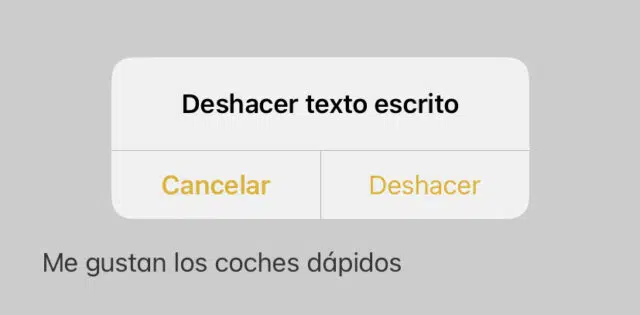 Deshacer texto escrito
Cancelar
Deshacer
Me gustan los coches dápidos